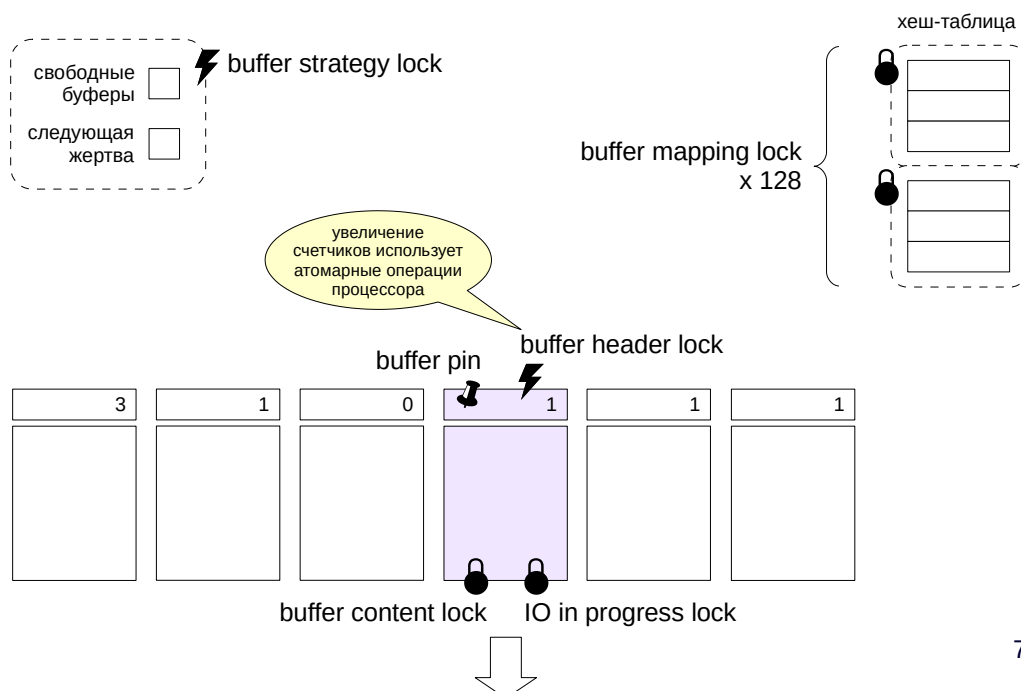 хеш-таблица
свободные
буферы
buffer strategy lock
следующая
жертва
buffer mapping lock
x 128
увеличение
счетчиков использует
атомарные операции
процессора
buffer header lock
buffer pin
3
1
0
1
1
1
buffer content lock
IO in progress lock
7